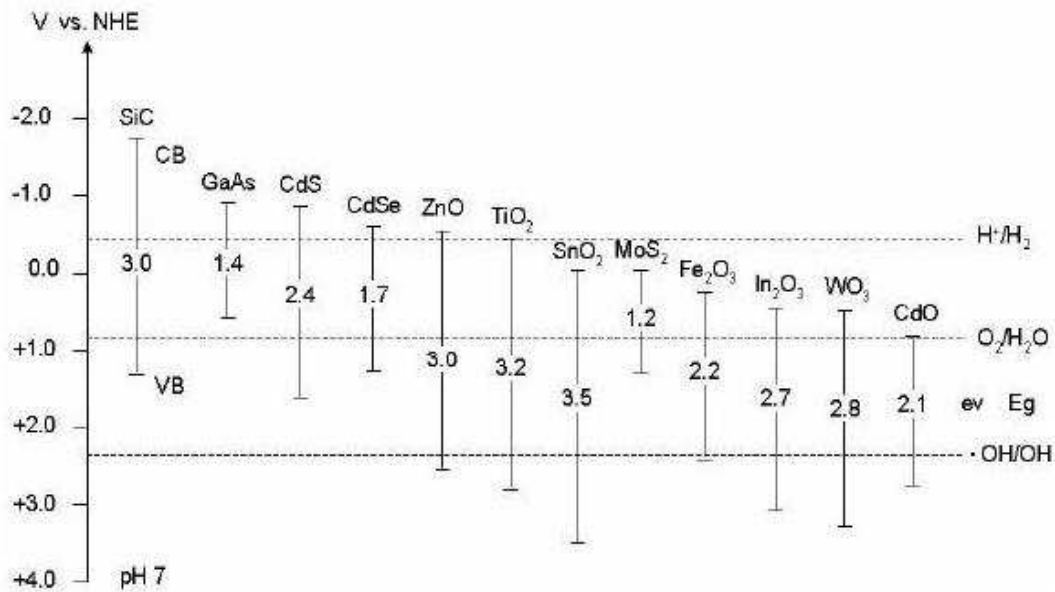 V vs. NHE
-2.0
SiC
CB
-1.0
GaAs
CdS
CdSe
ZnO
TiO₂
H⁺/H₂
SnO₂
MoS₂
Fe₂O₃
0.0
3.0
1.4
2.4
1.7
In₂O₃
WO₃
1.2
CdO
O₂/H₂O
+1.0
3.0
3.2
2.2
VB
3.5
2.7
2.8
2.1
ev
Eg
+2.0
·OH/OH
+3.0
+4.0
pH 7